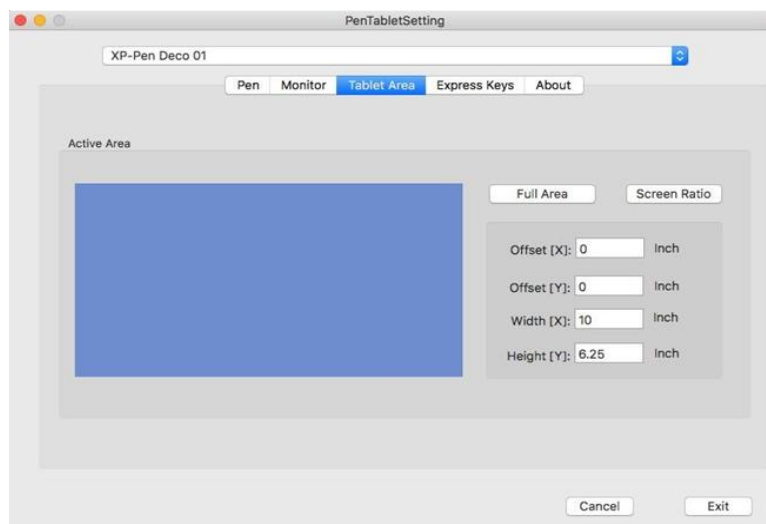 PenTabletSetting
XP-Pen Deco 01
Pen Monitor Tablet Area Express Keys About
Active Area
Full Area Screen Ratio
Offset [X]: 0 Inch
Offset [Y]: 0 Inch
Width [X]: 10 Inch
Height [Y]: 6.25 Inch
Cancel Exit